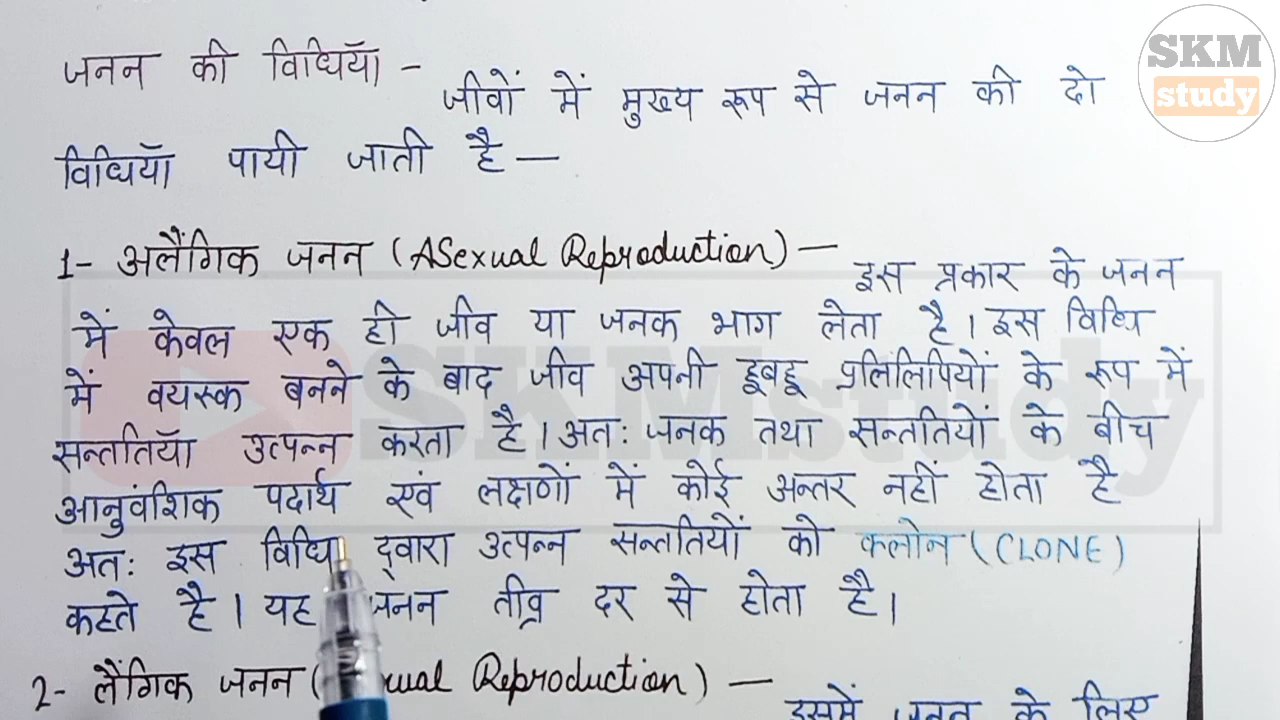 SKM
study
जनन की विधियॉ -
जीवों में मुख्य रूप से जनन की दो
विधियॉ पायी जाती है —
1- अलैंगिक जनन (ASexual Reproduction) —
इस प्रकार के जनन
में केवल एक ही जीव या जनक भाग लेता है। इस विधि
में वयस्क बनने के बाद जीव अपनी हूबहू प्रतिलिपियों के रूप में
सन्ततियॉ उत्पन्न करता है। अतः जनक तथा सन्ततियों के बीच
आनुवंशिक पदार्थ एवं लक्षणों में कोई अन्तर नहीं होता है
अतः इस विधि द्वारा उत्पन्न सन्ततियों को क्लोन (CLONE)
कहते है। यह जनन तीव्र दर से होता है।
2- लैंगिक जनन ( Reproduction) —
इसमें जनन के लिए
SKMstudy